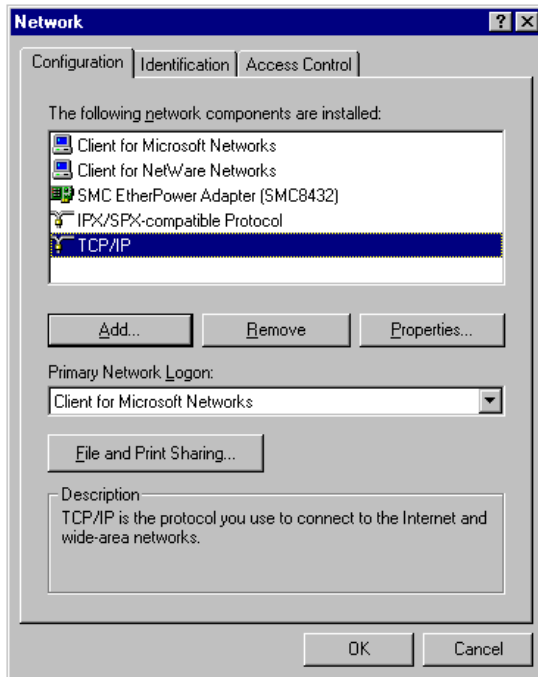 Network
Configuration Identification Access Control
The following network components are installed:
Client for Microsoft Networks
Client for NetWare Networks
SMC EtherPower Adapter (SMC8432)
IPX/SPX-compatible Protocol
TCP/IP
Add... Remove Properties...
Primary Network Logon:
Client for Microsoft Networks
File and Print Sharing...
Description
TCP/IP is the protocol you use to connect to the Internet and
wide-area networks.
OK Cancel